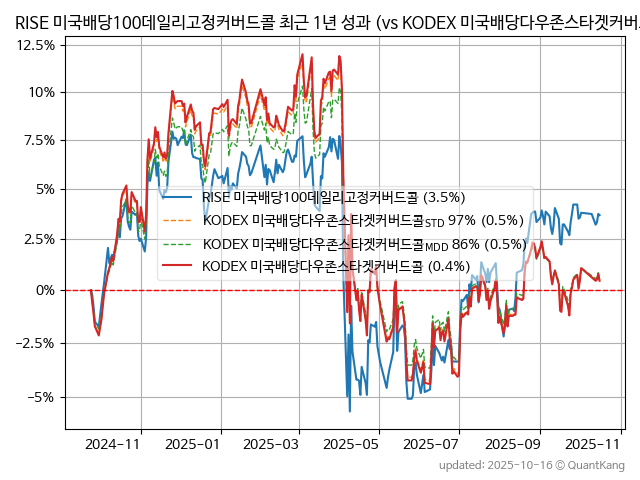 RISE 미국배당100데일리고정커버드콜 최근 1년 성과 (vs KODEX 미국배당다우존스타겟커버
12.5%
10%
7.5%
5%
2.5%
0%
−2.5%
−5%
RISE 미국배당100데일리고정커버드콜 (3.5%)
KODEX 미국배당다우존스타겟커버드콜STD 97% (0.5%)
KODEX 미국배당다우존스타겟커버드콜MDD 86% (0.5%)
KODEX 미국배당다우존스타겟커버드콜 (0.4%)
2024-11 2025-01 2025-03 2025-05 2025-07 2025-09 2025-11
updated: 2025-10-16 © QuantKang